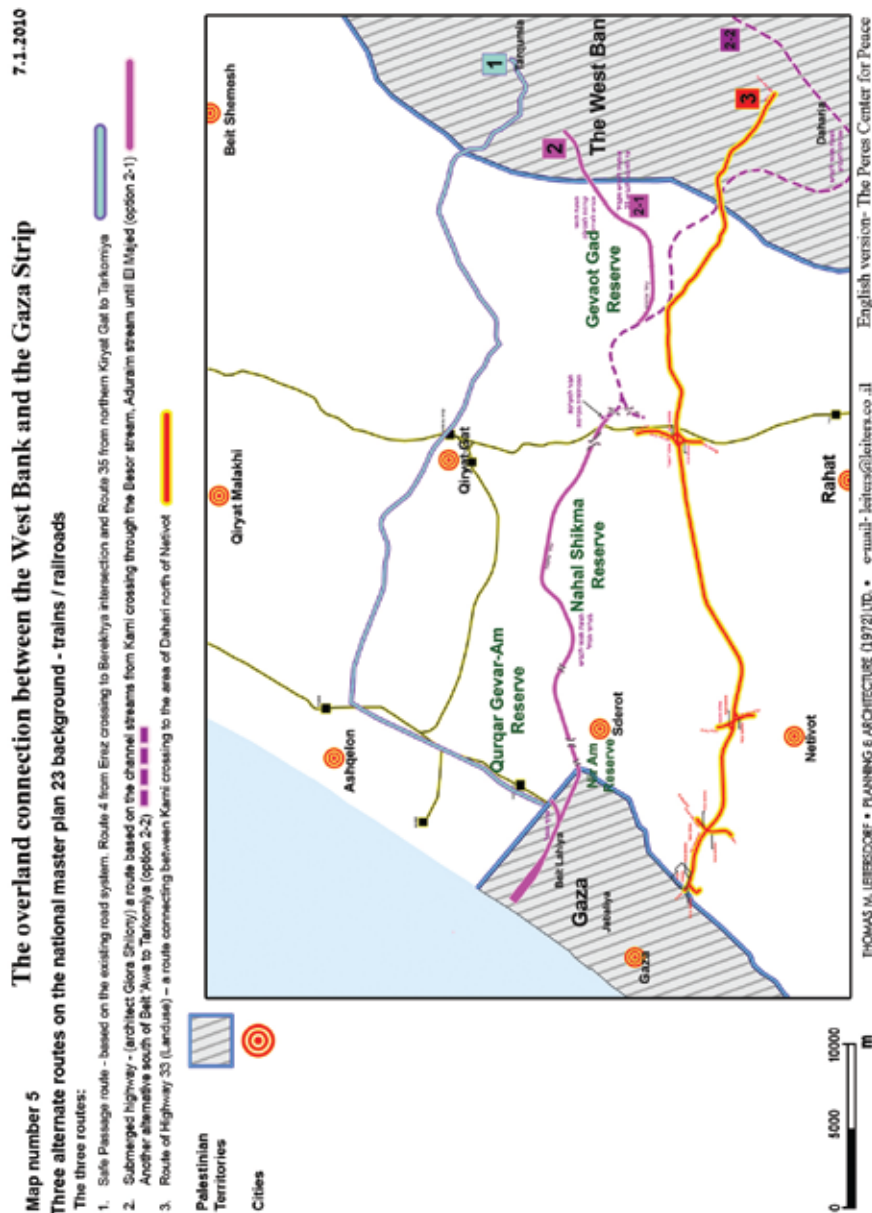 Map number 5
The overland connection between the West Bank and the Gaza Strip
7.1.2010
Three alternate routes on the national master plan 23 background - trains / railroads
The three routes:
1. Safe Passage route - based on the existing road system. Route 4 from Erez crossing to Berekhya intersection and Route 35 from northern Kiryat Gat to Tarkomiya
2. Submerged highway - (architect Giora Shilony) a route based on the channel streams from Karni crossing through the Besor stream, Aduraim stream until El Majed (option 2-1)
Another alternative south of Beit 'Awa to Tarkomiya (option 2-2)
3. Route of Highway 33 (Landuse) – a route connecting between Karni crossing to the area of Dahari north of Netivot
Palestinian
Territories
Cities
0
5000
10000
m
Beit Shemesh
Qiryat Malakhi
Ashqelon
Qiryat Gat
1
Tarqumia
2
The West Ban
2-1
2-2
3
Daharia
Gevaot Gad
Reserve
Nahal Shikma
Reserve
Qurqar Gevar-Am
Reserve
Nir Am
Reserve
Sderot
Beit Lahiya
Gaza
Jabaliya
Gaza
Netivot
Rahat
THOMAS M. LEITERSDORF • PLANNING & ARCHITECTURE (1972) LTD. • e-mail- leiters@leiters.co.il
English version- The Peres Center for Peace